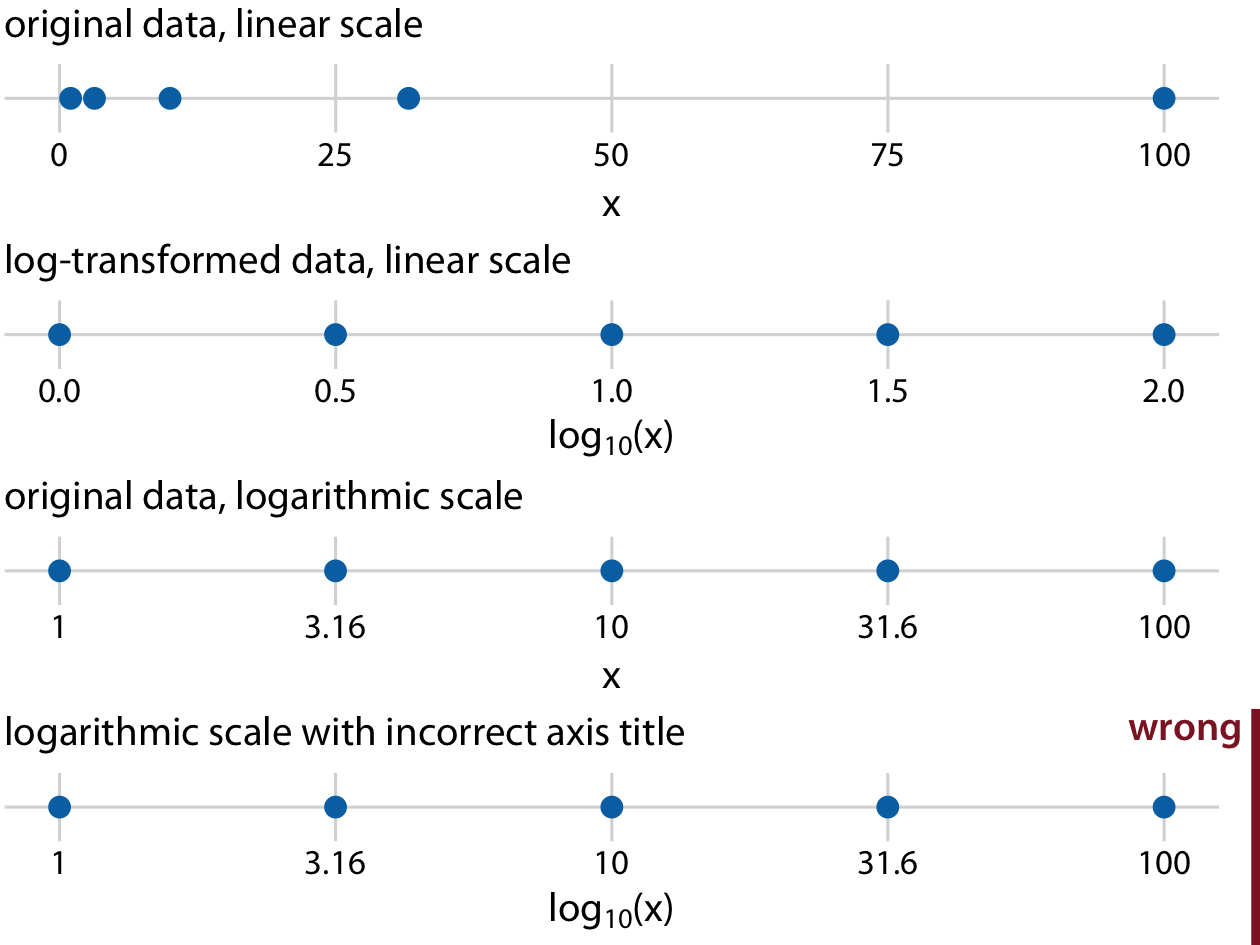 original data, linear scale
0 25 50 75 100
x
log-transformed data, linear scale
0.0 0.5 1.0 1.5 2.0
log₁₀(x)
original data, logarithmic scale
1 3.16 10 31.6 100
x
logarithmic scale with incorrect axis title wrong
1 3.16 10 31.6 100
log₁₀(x)